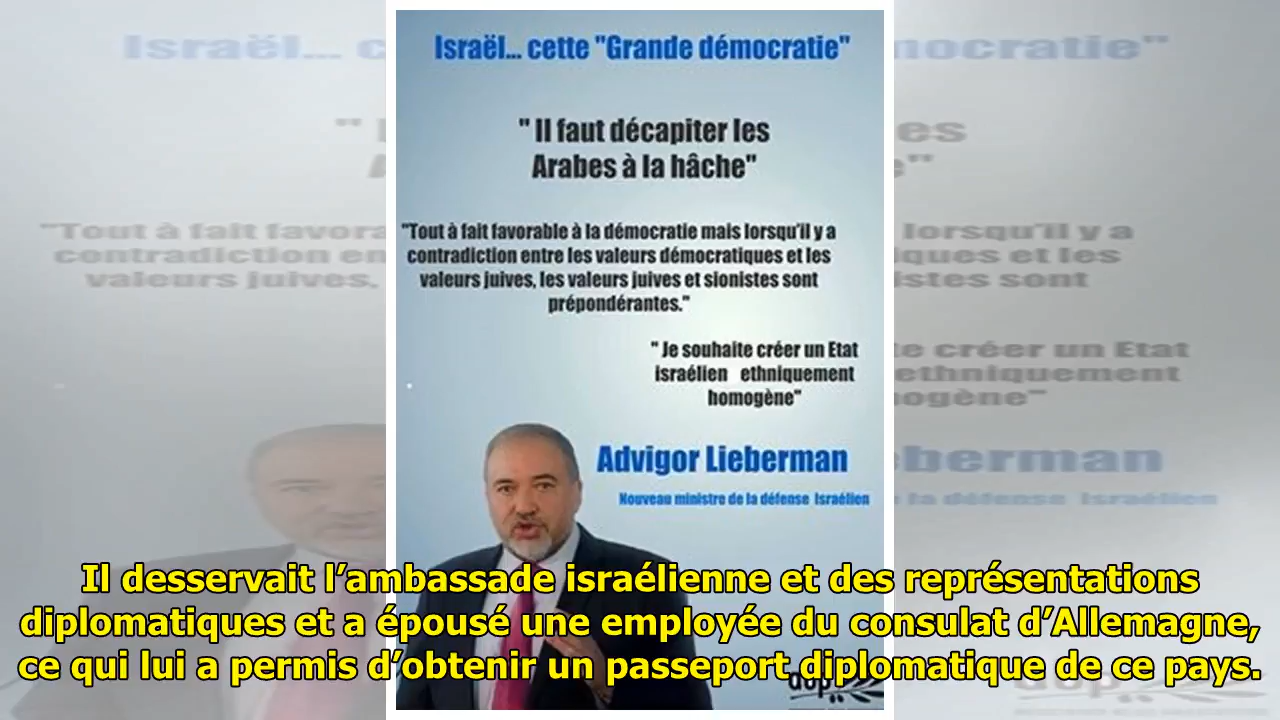 Israël... cette "Grande démocratie"
" Il faut décapiter les
Arabes à la hâche"
"Tout à fait favorable à la démocratie mais lorsqu'il y a
contradiction entre les valeurs démocratiques et les
valeurs juives, les valeurs juives et sionistes sont
prépondérantes."
" Je souhaite créer un Etat
israélien ethniquement
homogène"
Advigor Lieberman
Nouveau ministre de la défense Israélien
Il desservait l’ambassade israélienne et des représentations
diplomatiques et a épousé une employée du consulat d’Allemagne,
ce qui lui a permis d’obtenir un passeport diplomatique de ce pays.